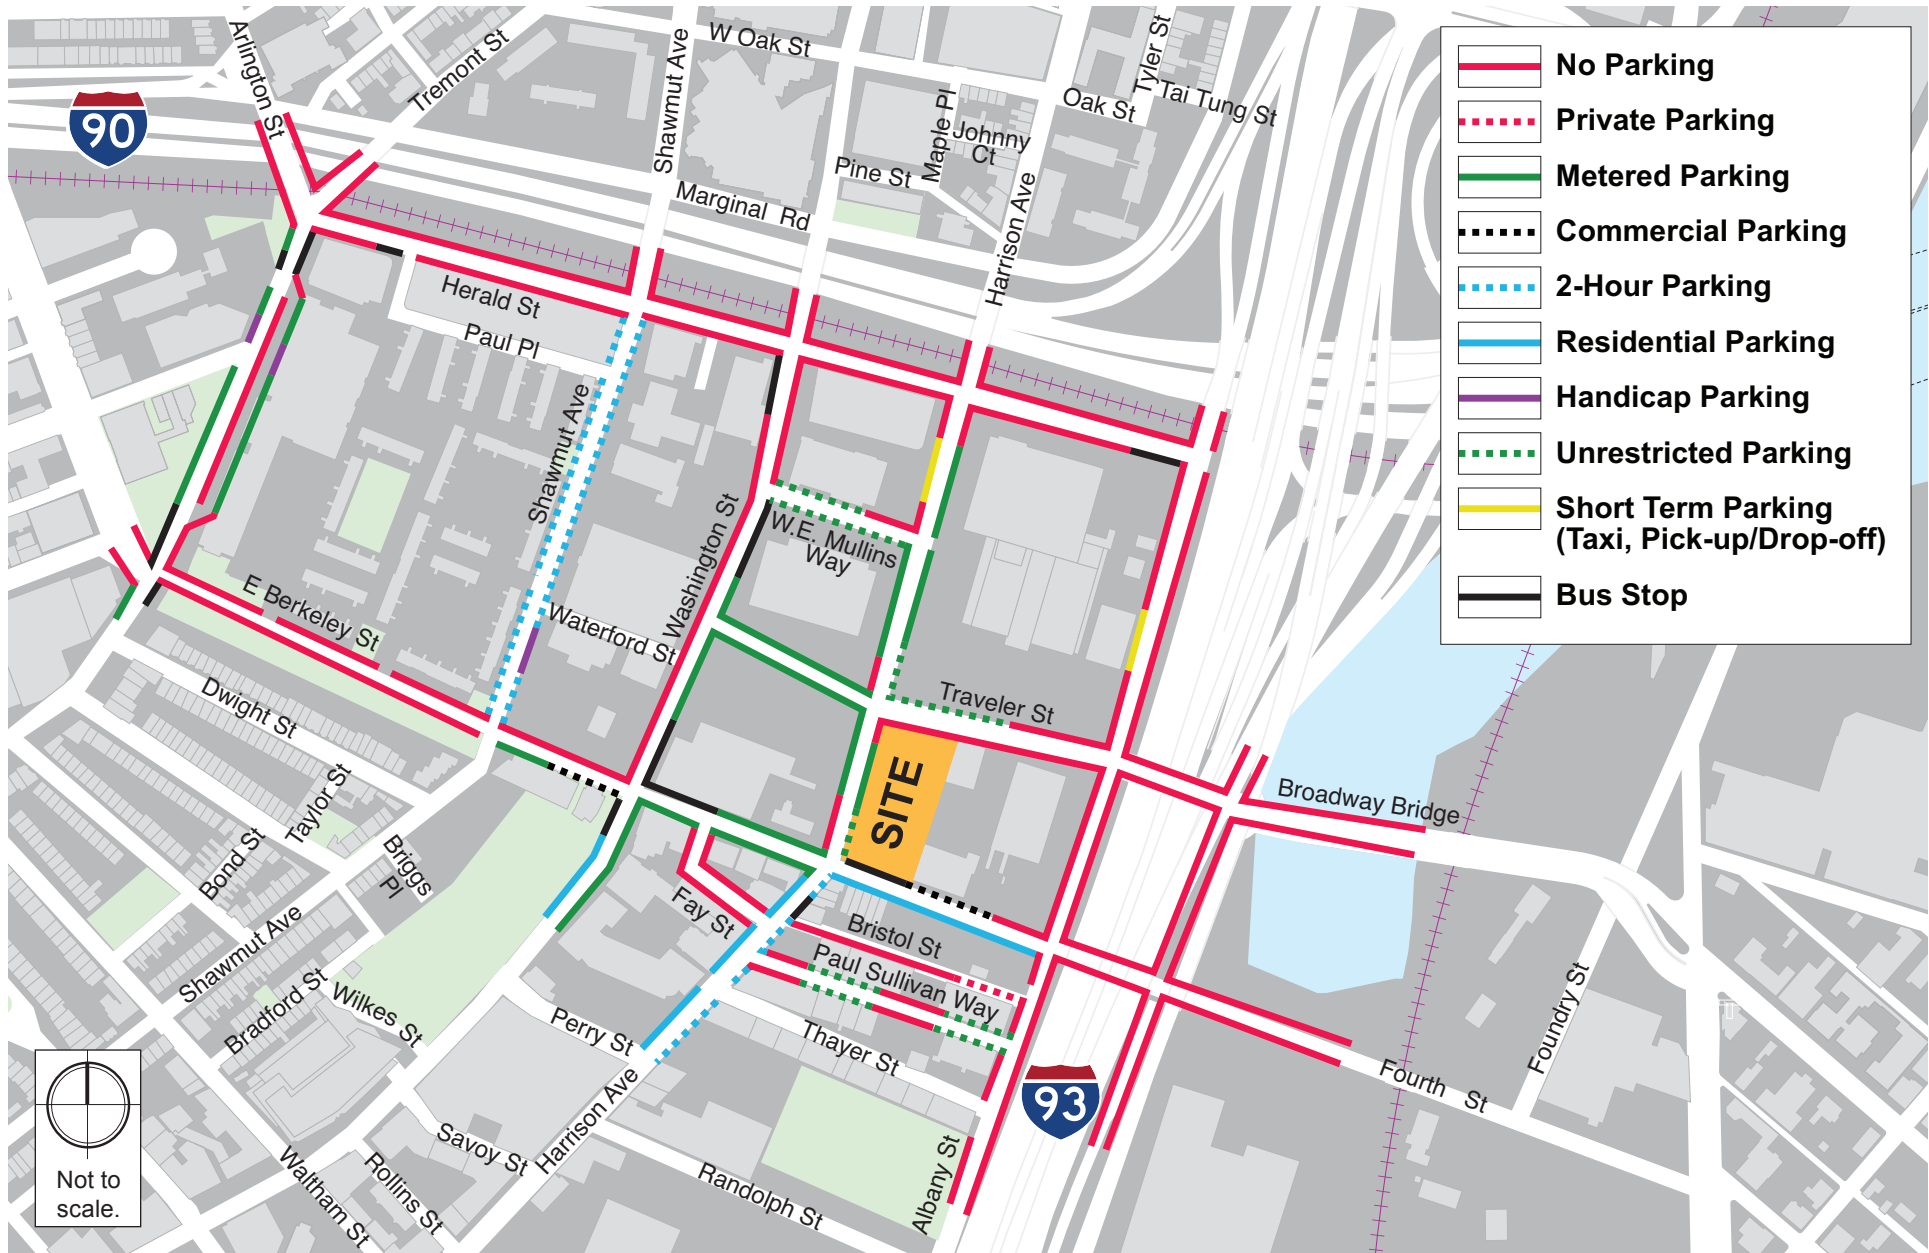 No Parking
Private Parking
Metered Parking
Commercial Parking
2-Hour Parking
Residential Parking
Handicap Parking
Unrestricted Parking
Short Term Parking
(Taxi, Pick-up/Drop-off)
Bus Stop
Arlington St
Tremont St
Shawmut Ave
W Oak St
Tyler St
Tai Tung St
Oak St
Maple Pl
Johnny
Ct
Pine St
Harrison Ave
Marginal Rd
90
Herald St
Paul Pl
Shawmut Ave
Washington St
W.E. Mullins
Way
E Berkeley St
Waterford St
Traveler St
Dwight St
SITE
Broadway Bridge
Taylor St
Bond St
Briggs
Pl
Shawmut Ave
Fay St
Bristol St
Paul Sullivan Way
Bradford St
Wilkes St
Perry St
Thayer St
Foundry St
Fourth St
93
Harrison Ave
Savoy St
Albany St
Randolph St
Rollins St
Waltham St
Not to
scale.